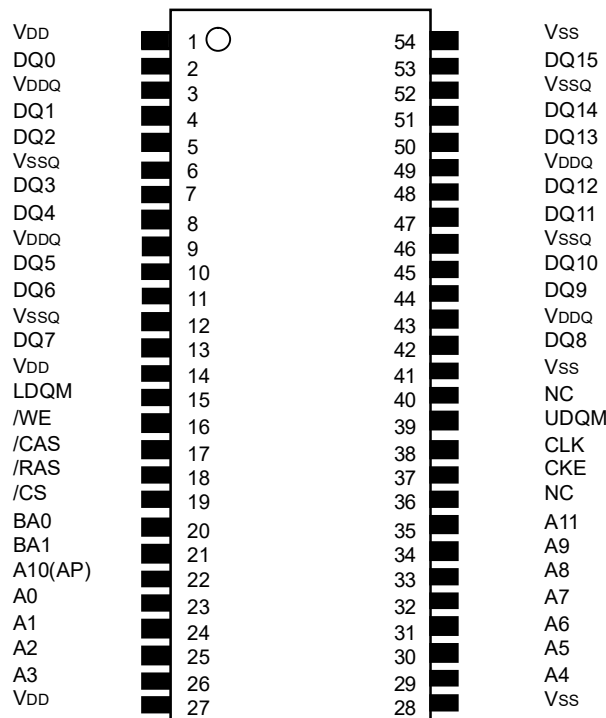 VDD 1 54 VSS
DQ0 2 53 DQ15
VDDQ 3 52 VSSQ
DQ1 4 51 DQ14
DQ2 5 50 DQ13
VSSQ 6 49 VDDQ
DQ3 7 48 DQ12
DQ4 8 47 DQ11
VDDQ 9 46 VSSQ
DQ5 10 45 DQ10
DQ6 11 44 DQ9
VSSQ 12 43 VDDQ
DQ7 13 42 DQ8
VDD 14 41 VSS
LDQM 15 40 NC
/WE 16 39 UDQM
/CAS 17 38 CLK
/RAS 18 37 CKE
/CS 19 36 NC
BA0 20 35 A11
BA1 21 34 A9
A10(AP) 22 33 A8
A0 23 32 A7
A1 24 31 A6
A2 25 30 A5
A3 26 29 A4
VDD 27 28 VSS